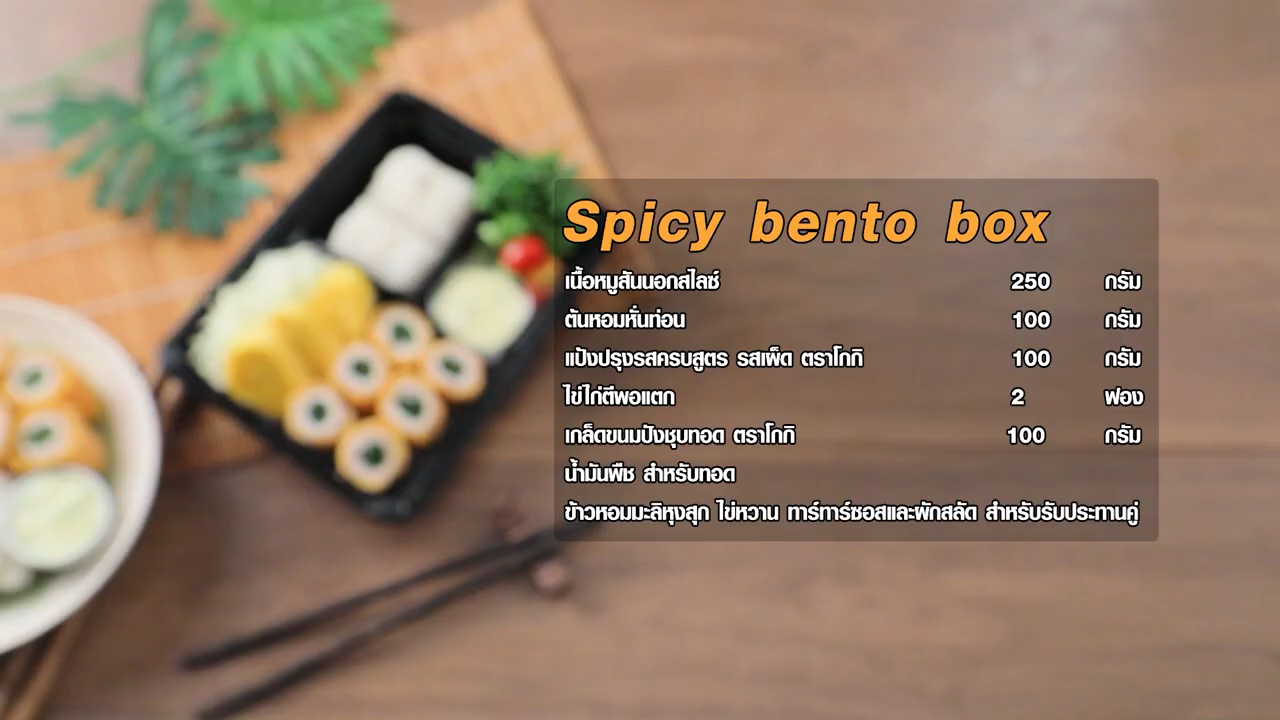 Spicy bento box
เนื้อหมูสันนอกสไลซ์ 250 กรัม
ต้นหอมหั่นท่อน 100 กรัม
แป้งปรุงรสครบสูตร รสเผ็ด ตราโกกิ 100 กรัม
ไข่ไก่ตีพอแตก 2 ฟอง
เกล็ดขนมปังชุบทอด ตราโกกิ 100 กรัม
น้ำมันพืช สำหรับทอด
ข้าวหอมมะลิหุงสุก ไข่หวาน ทาร์ทาร์ซอสและผักสลัด สำหรับรับประทานคู่